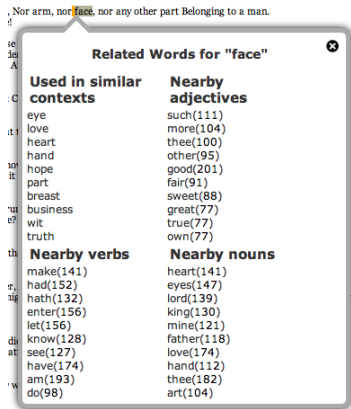 , Nor arm, nor face, nor any other part Belonging to a man.
Related Words for "face"
Used in similar
contexts
eye
love
heart
hand
hope
part
breast
business
wit
truth
Nearby
adjectives
such(111)
more(104)
thee(100)
other(95)
good(201)
fair(91)
sweet(88)
great(77)
true(77)
own(77)
Nearby verbs
make(141)
had(152)
hath(132)
enter(156)
let(156)
know(128)
see(127)
have(174)
am(193)
do(98)
Nearby nouns
heart(141)
eyes(147)
lord(139)
king(130)
mine(121)
father(118)
love(174)
hand(112)
thee(182)
art(104)